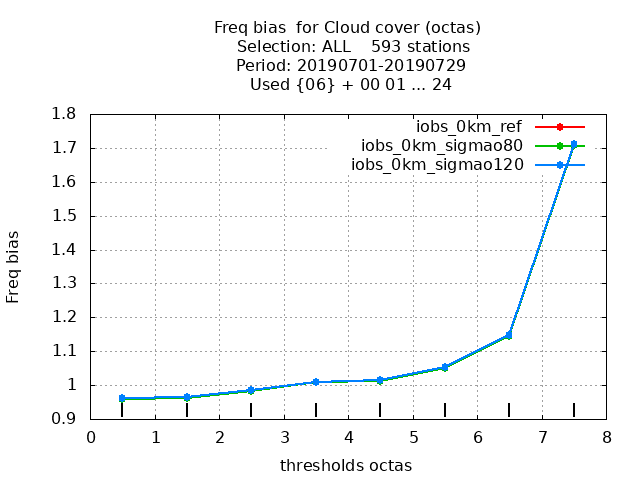 Freq bias  for Cloud cover (octas)
Selection: ALL    593 stations
Period: 20190701-20190729
Used {06} + 00 01 ... 24
iobs_0km_ref
iobs_0km_sigmao80
iobs_0km_sigmao120
Freq bias
1.8
1.7
1.6
1.5
1.4
1.3
1.2
1.1
1
0.9
0 1 2 3 4 5 6 7 8
thresholds octas